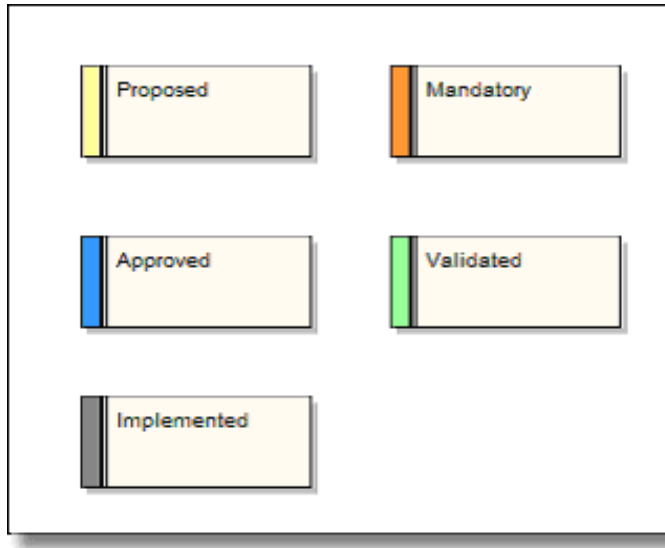 Proposed
Mandatory
Approved
Validated
Implemented